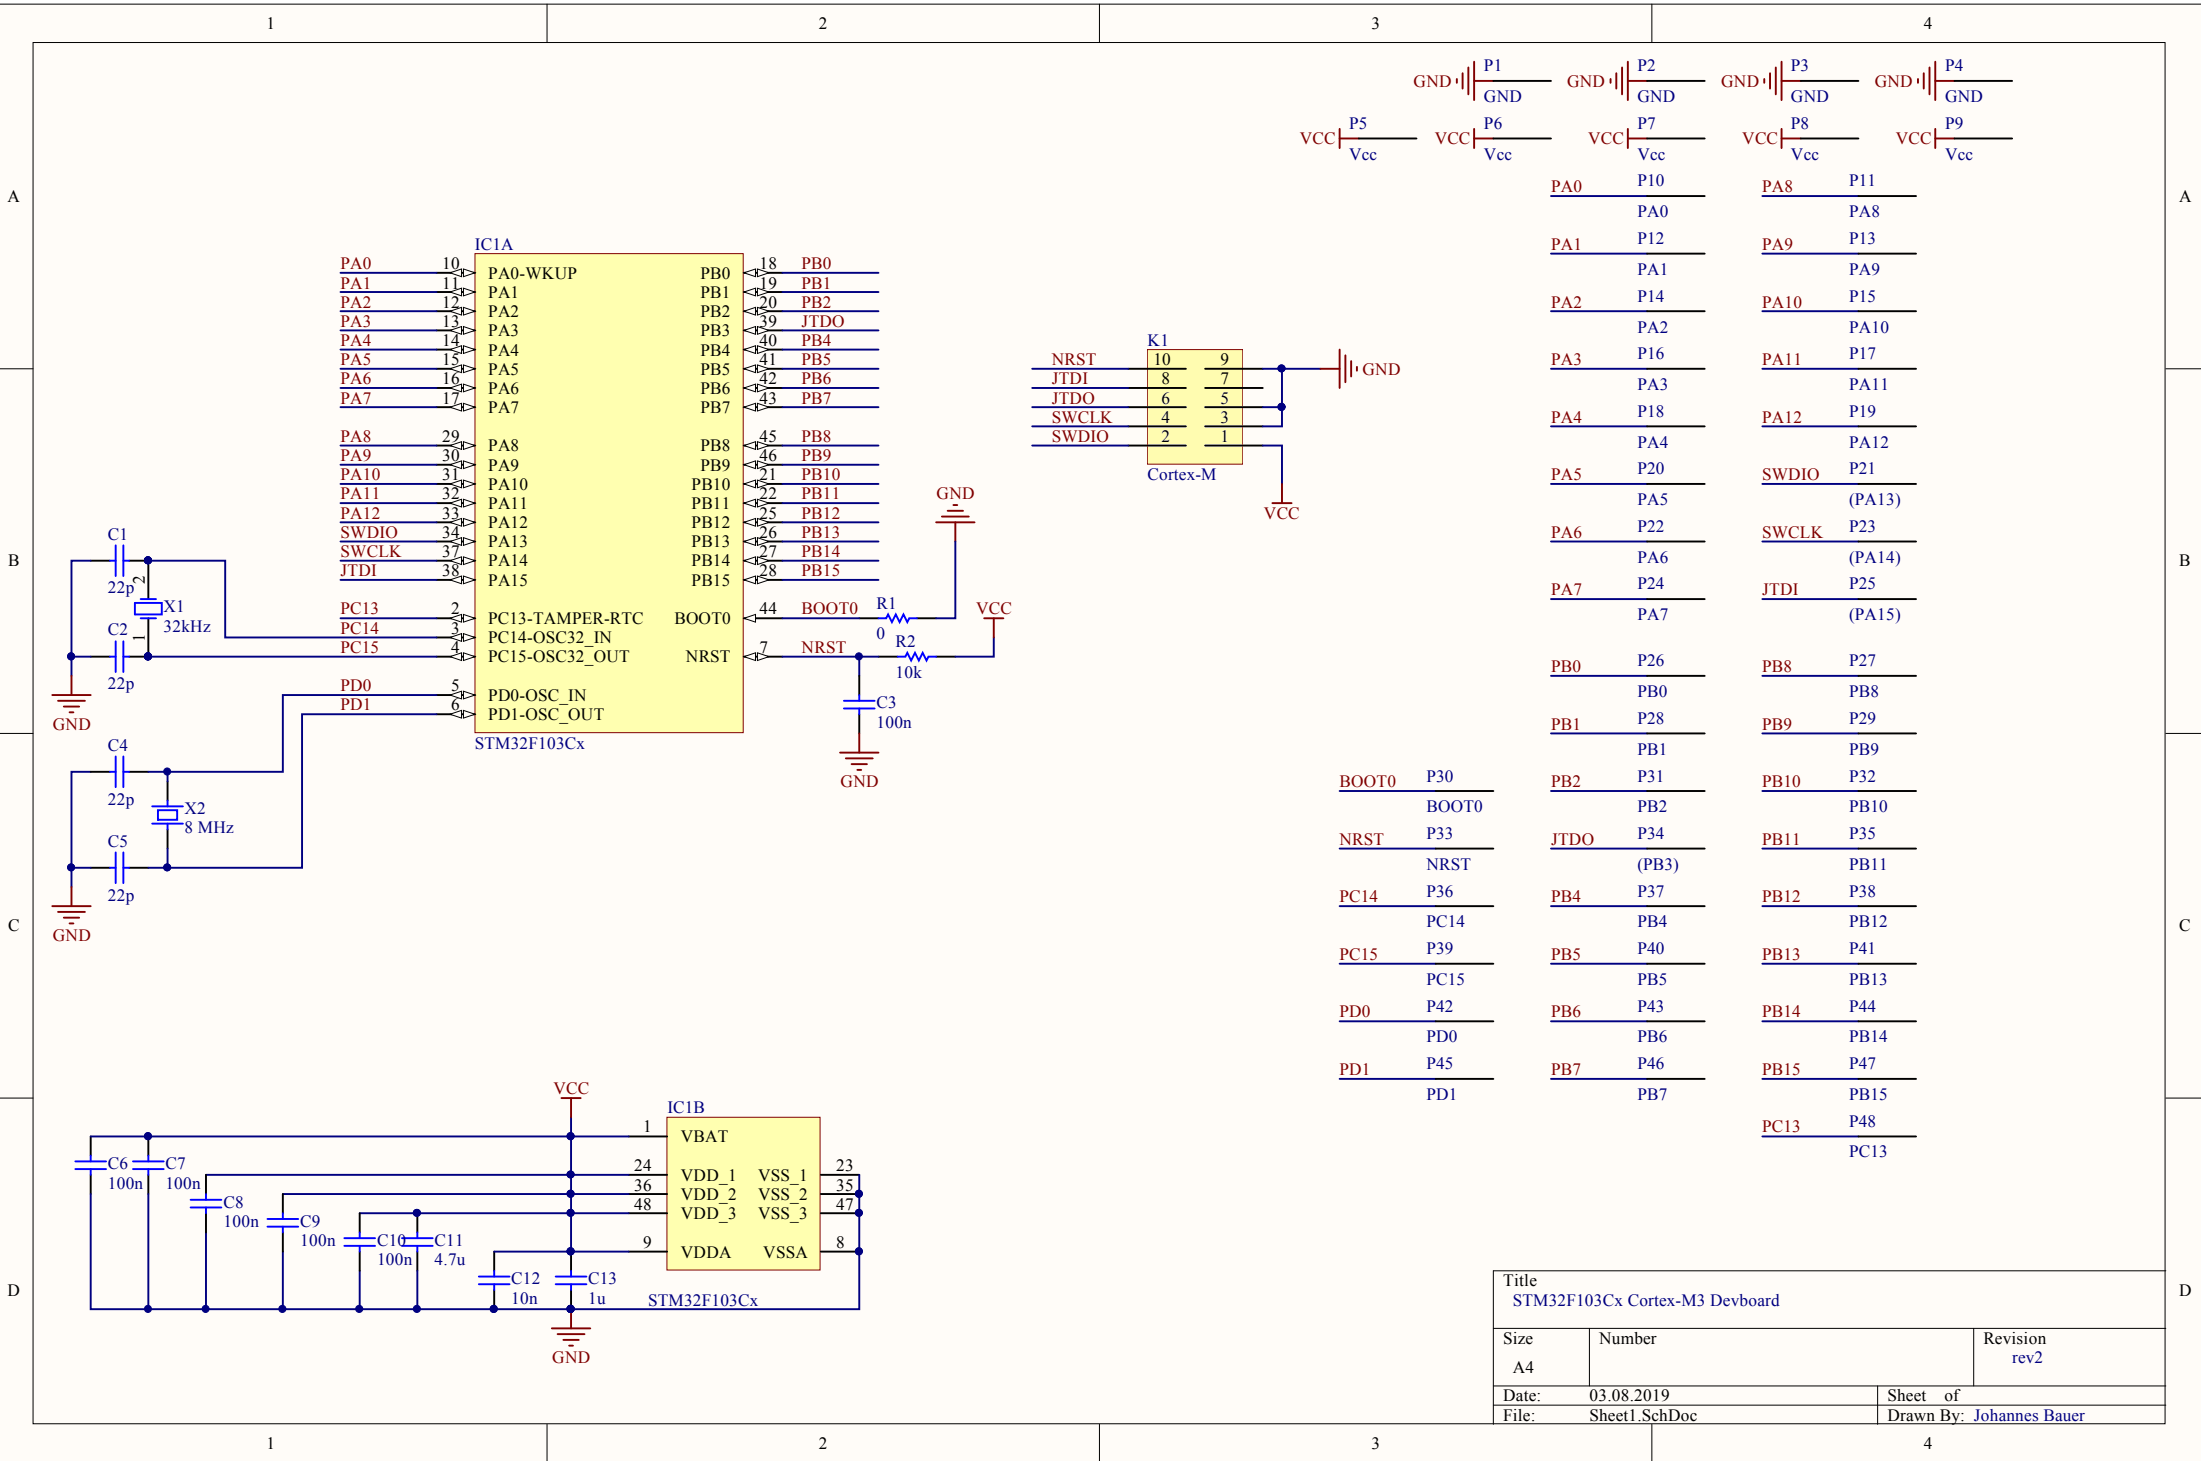 1 2 3 4
A A
B B
C C
D D
1 2 3 4
GND P1 GND
GND P2 GND
GND P3 GND
GND P4 GND
VCC P5 Vcc
VCC P6 Vcc
VCC P7 Vcc
VCC P8 Vcc
VCC P9 Vcc
IC1A
PA0 10 PA0-WKUP PB0 18 PB0
PA1 11 PA1 PB1 19 PB1
PA2 12 PA2 PB2 20 PB2
PA3 13 PA3 PB3 39 JTDO
PA4 14 PA4 PB4 40 PB4
PA5 15 PA5 PB5 41 PB5
PA6 16 PA6 PB6 42 PB6
PA7 17 PA7 PB7 43 PB7
PA8 29 PA8 PB8 45 PB8
PA9 30 PA9 PB9 46 PB9
PA10 31 PA10 PB10 21 PB10
PA11 32 PA11 PB11 22 PB11
PA12 33 PA12 PB12 25 PB12
SWDIO 34 PA13 PB13 26 PB13
SWCLK 37 PA14 PB14 27 PB14
JTDI 38 PA15 PB15 28 PB15
PC13 2 PC13-TAMPER-RTC BOOT0 44 BOOT0
PC14 3 PC14-OSC32_IN
PC15 4 PC15-OSC32_OUT NRST 7 NRST
PD0 5 PD0-OSC_IN
PD1 6 PD1-OSC_OUT
STM32F103Cx
C1
22p
2
X1
32kHz
1
C2
22p
GND
C4
22p
X2
8 MHz
C5
22p
GND
GND
R1
0
VCC
R2
10k
C3
100n
GND
K1
NRST 10 9
JTDI 8 7
JTDO 6 5
SWCLK 4 3
SWDIO 2 1
Cortex-M
GND
VCC
PA0 P10 PA0
PA8 P11 PA8
PA1 P12 PA1
PA9 P13 PA9
PA2 P14 PA2
PA10 P15 PA10
PA3 P16 PA3
PA11 P17 PA11
PA4 P18 PA4
PA12 P19 PA12
PA5 P20 PA5
SWDIO P21 (PA13)
PA6 P22 PA6
SWCLK P23 (PA14)
PA7 P24 PA7
JTDI P25 (PA15)
PB0 P26 PB0
PB8 P27 PB8
PB1 P28 PB1
PB9 P29 PB9
BOOT0 P30 BOOT0
PB2 P31 PB2
PB10 P32 PB10
NRST P33 NRST
JTDO P34 (PB3)
PB11 P35 PB11
PC14 P36 PC14
PB4 P37 PB4
PB12 P38 PB12
PC15 P39 PC15
PB5 P40 PB5
PB13 P41 PB13
PD0 P42 PD0
PB6 P43 PB6
PB14 P44 PB14
PD1 P45 PD1
PB7 P46 PB7
PB15 P47 PB15
PC13 P48 PC13
VCC
IC1B
1 VBAT
24 VDD_1 VSS_1 23
36 VDD_2 VSS_2 35
48 VDD_3 VSS_3 47
9 VDDA VSSA 8
STM32F103Cx
C6
100n
C7
100n
C8
100n
C9
100n
C10
100n
C11
4.7u
C12
10n
C13
1u
GND
Title
STM32F103Cx Cortex-M3 Devboard
Size Number Revision
A4 rev2
Date: 03.08.2019 Sheet of
File: Sheet1.SchDoc Drawn By: Johannes Bauer